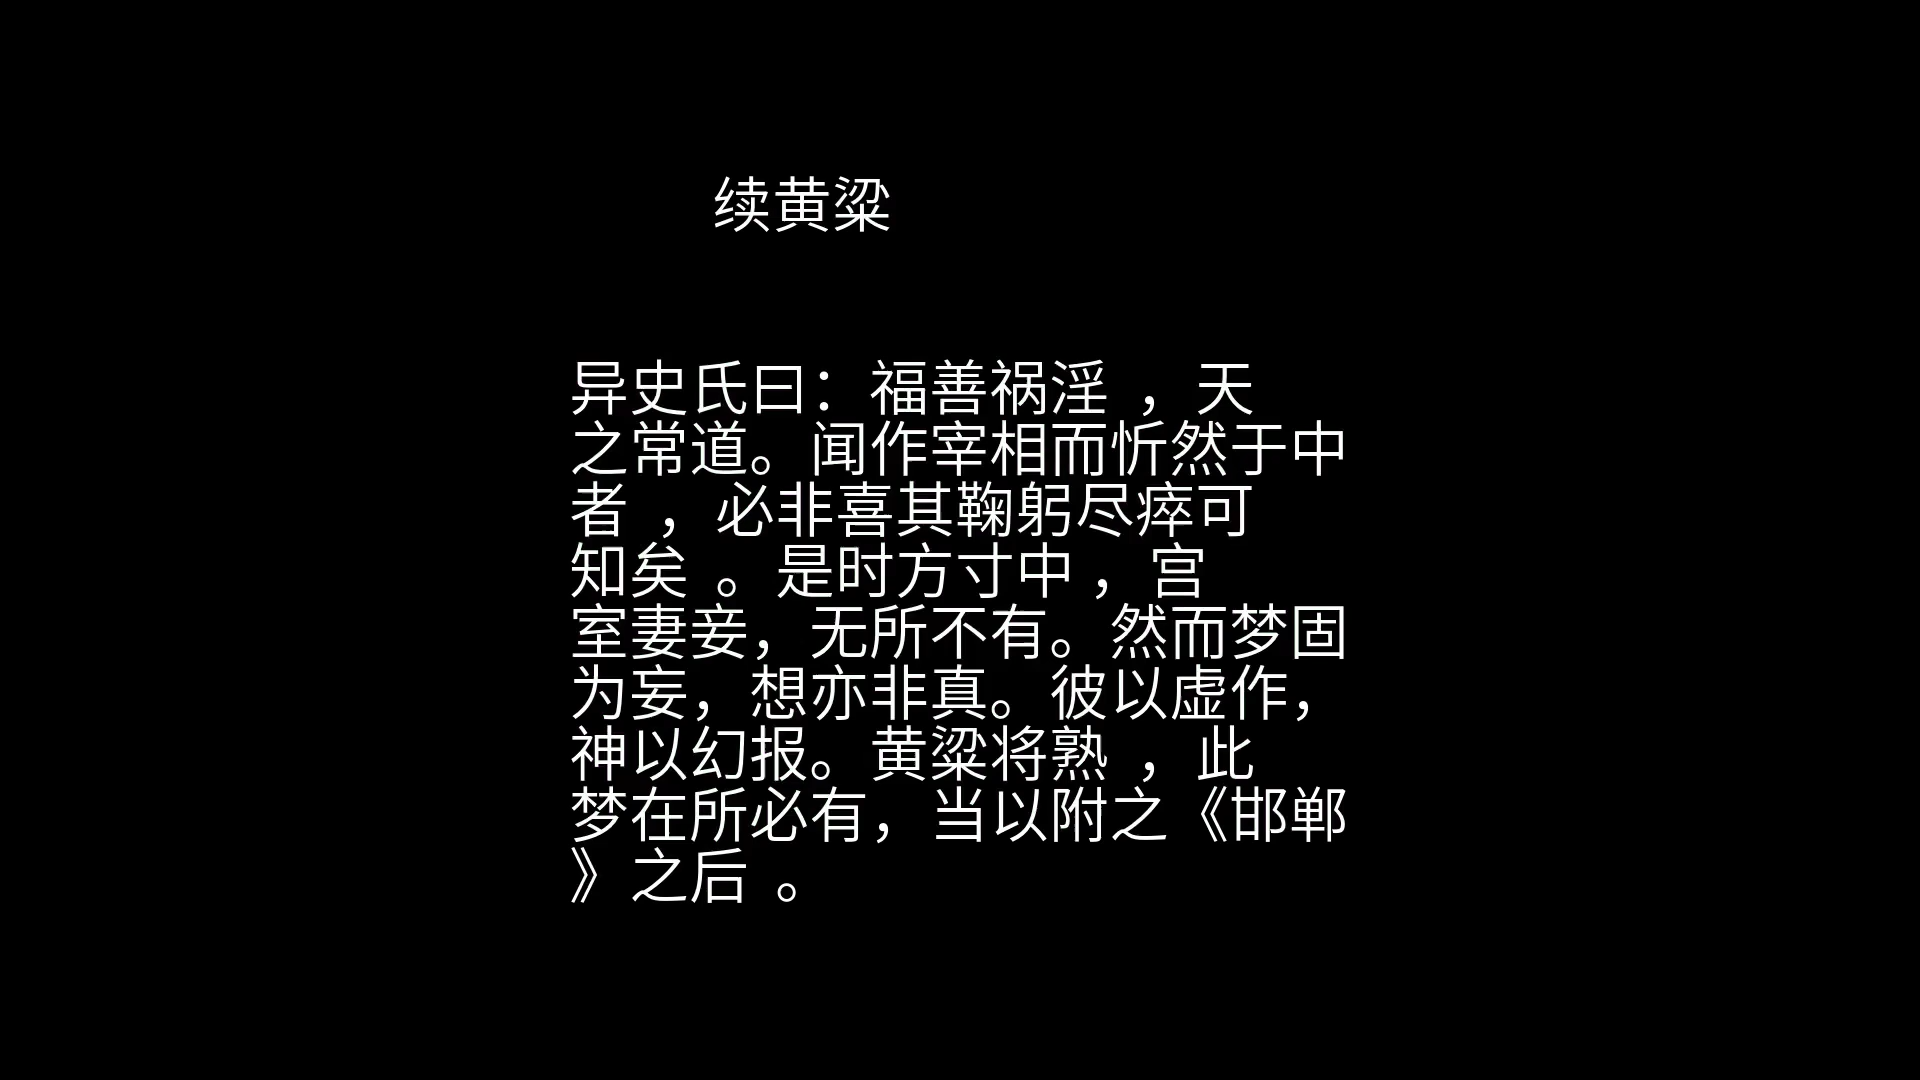 续黄粱
异史氏曰：福善祸淫 ，天
之常道。闻作宰相而忻然于中
者 ，必非喜其鞠躬尽瘁可
知矣 。是时方寸中 ，宫
室妻妾，无所不有。然而梦固
为妄，想亦非真。彼以虚作，
神以幻报。黄粱将熟 ，此
梦在所必有，当以附之《邯郸
》之后 。